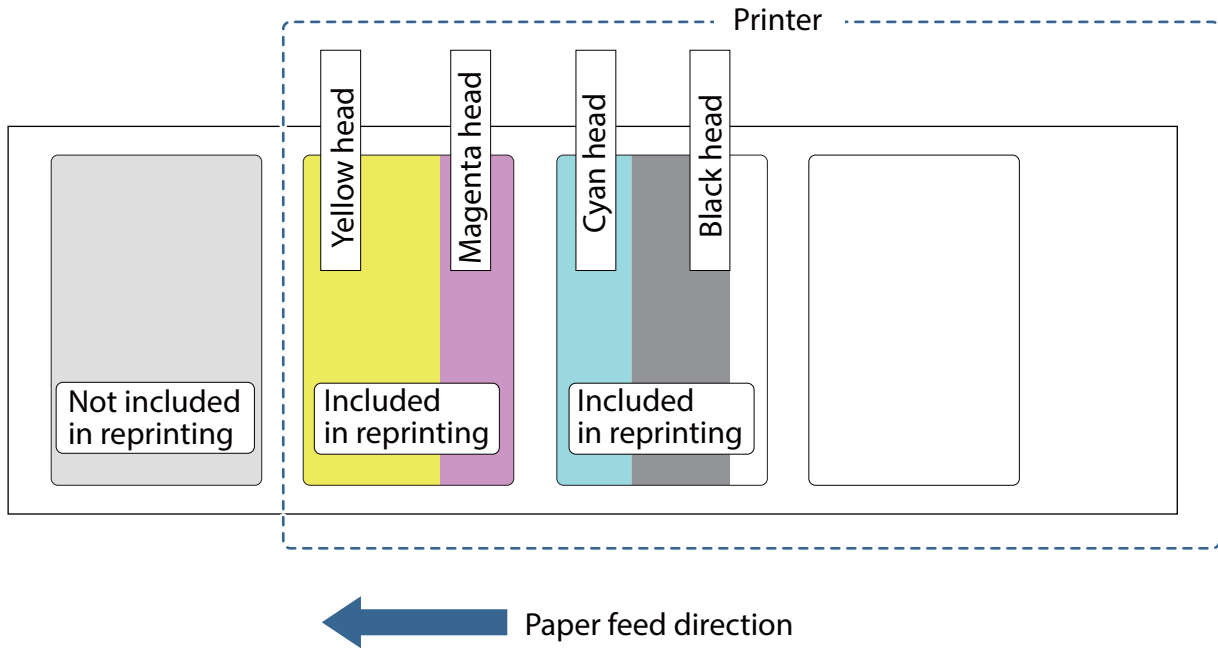 Printer
Yellow head
Magenta head
Cyan head
Black head
Not included
in reprinting
Included
in reprinting
Included
in reprinting
Paper feed direction